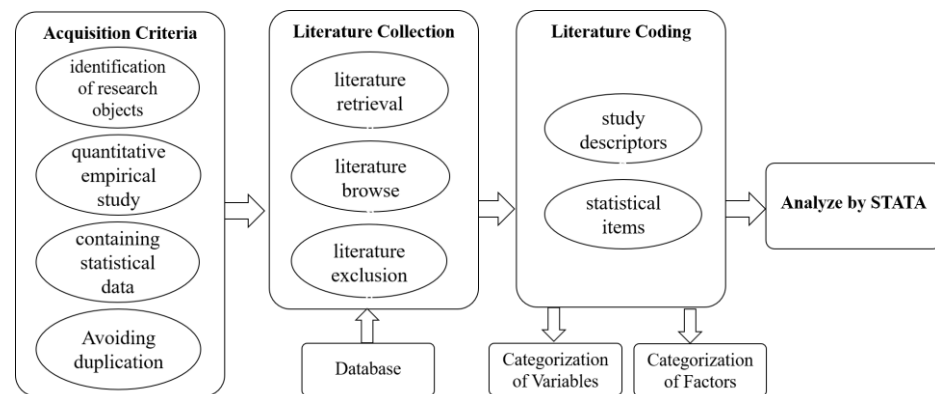 Acquisition Criteria
identification
of research
objects
quantitative
empirical
study
containing
statistical
data
Avoiding
duplication
Literature Collection
literature
retrieval
literature
browse
literature
exclusion
Database
Literature Coding
study
descriptors
statistical
items
Categorization
of Variables
Categorization
of Factors
Analyze by STATA